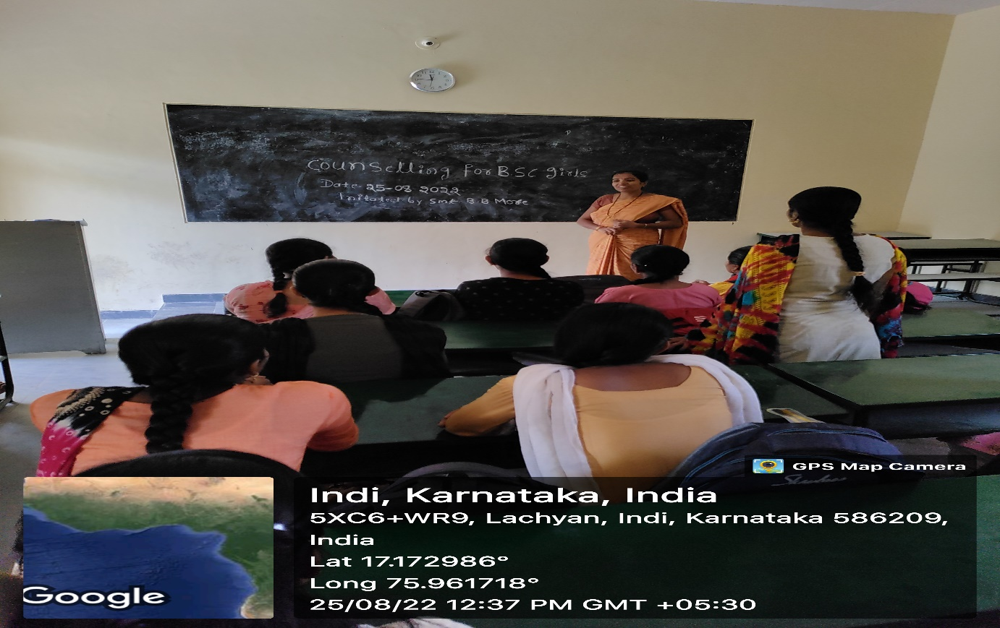 Counselling for BSc girls
Date 25-08 2022
Initated by Smt. B B More
GPS Map Camera
Indi, Karnataka, India
5XC6+WR9, Lachyan, Indi, Karnataka 586209,
India
Lat 17.172986°
Long 75.961718°
25/08/22 12:37 PM GMT +05:30
Google